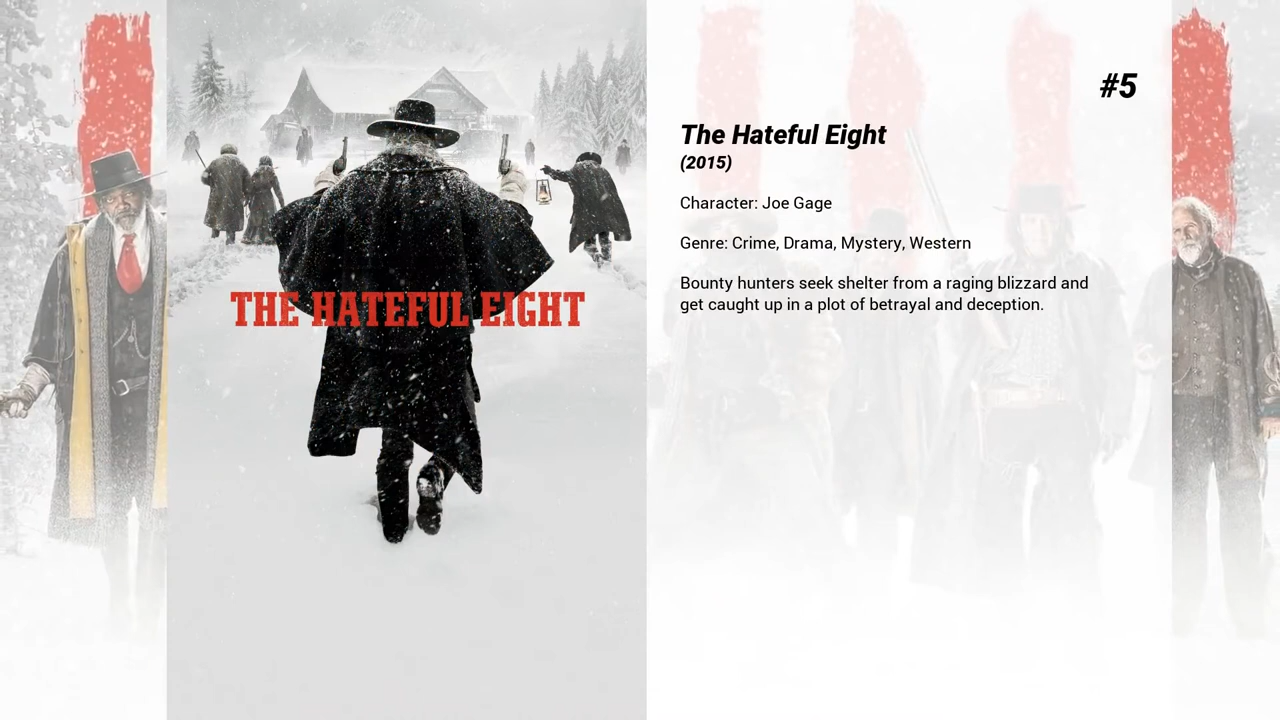 THE HATEFUL EIGHT
#5
The Hateful Eight
(2015)
Character: Joe Gage
Genre: Crime, Drama, Mystery, Western
Bounty hunters seek shelter from a raging blizzard and
get caught up in a plot of betrayal and deception.